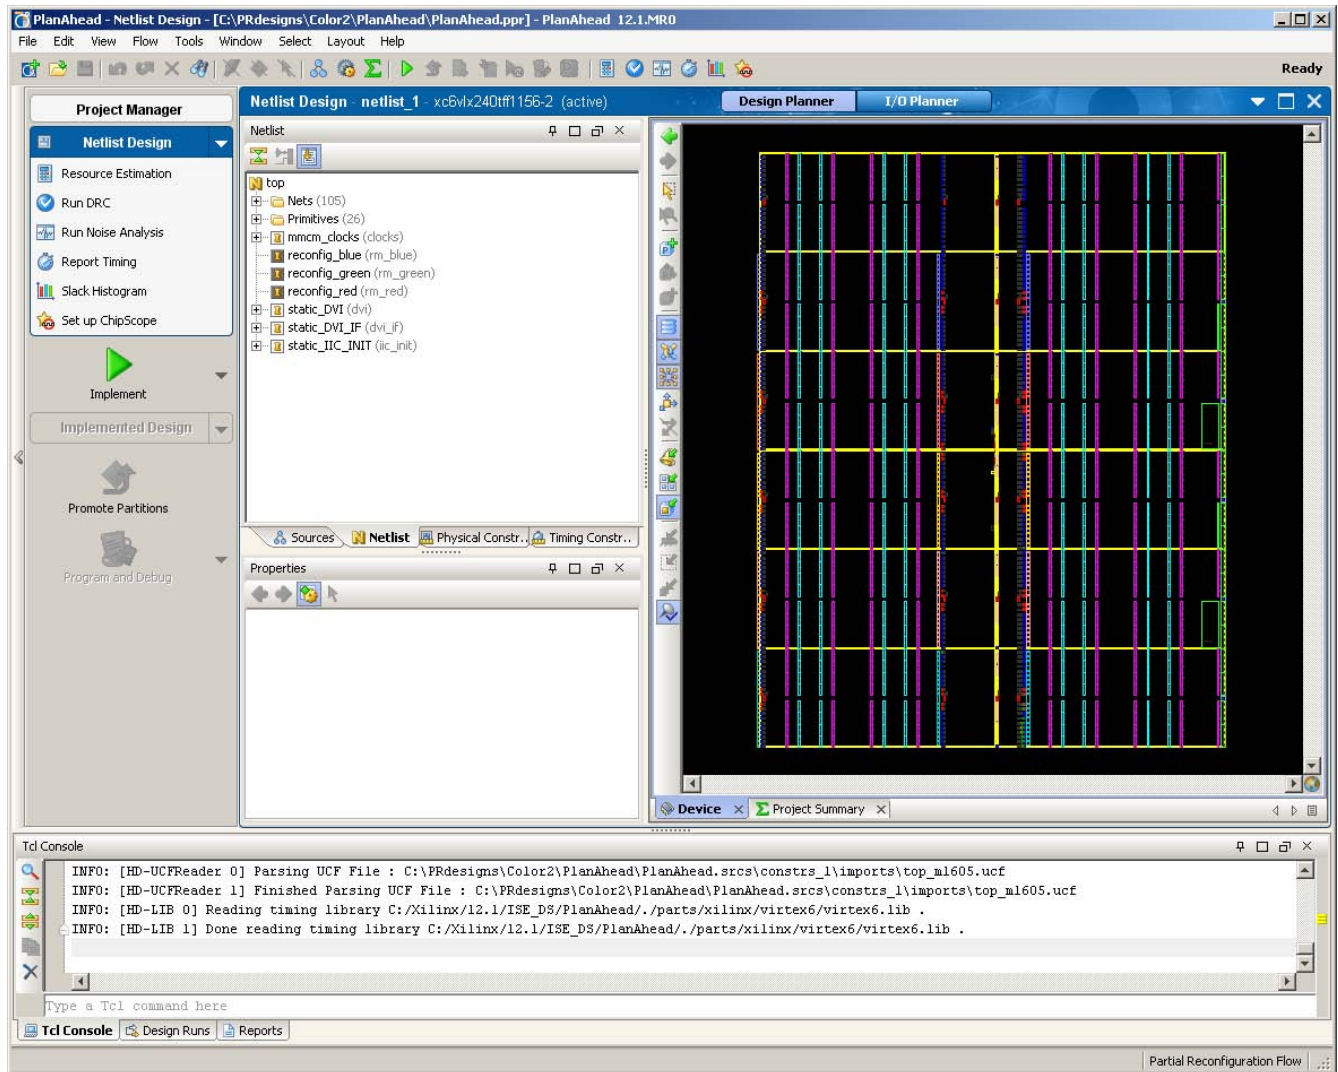 PlanAhead - Netlist Design - [C:\PRdesigns\Color2\PlanAhead\PlanAhead.ppr] - PlanAhead 12.1.MR0
File Edit View Flow Tools Window Select Layout Help
Ready
Project Manager
Netlist Design
Resource Estimation
Run DRC
Run Noise Analysis
Report Timing
Slack Histogram
Set up ChipScope
Implement
Implemented Design
Promote Partitions
Program and Debug
Netlist Design - netlist_1 - xc6vlx240tff1156-2 (active)
Design Planner I/O Planner
Netlist
top
Nets (105)
Primitives (26)
mmcm_clocks (clocks)
reconfig_blue (rm_blue)
reconfig_green (rm_green)
reconfig_red (rm_red)
static_DVI (dvi)
static_DVI_IF (dvi_if)
static_IIC_INIT (iic_init)
Sources Netlist Physical Constr.. Timing Constr..
Properties
Device Project Summary
Tcl Console
INFO: [HD-UCFReader 0] Parsing UCF File : C:\PRdesigns\Color2\PlanAhead\PlanAhead.srcs\constrs_1\imports\top_ml605.ucf
INFO: [HD-UCFReader 1] Finished Parsing UCF File : C:\PRdesigns\Color2\PlanAhead\PlanAhead.srcs\constrs_1\imports\top_ml605.ucf
INFO: [HD-LIB 0] Reading timing library C:/Xilinx/12.1/ISE_DS/PlanAhead/./parts/xilinx/virtex6/virtex6.lib .
INFO: [HD-LIB 1] Done reading timing library C:/Xilinx/12.1/ISE_DS/PlanAhead/./parts/xilinx/virtex6/virtex6.lib .
Type a Tcl command here
Tcl Console Design Runs Reports
Partial Reconfiguration Flow